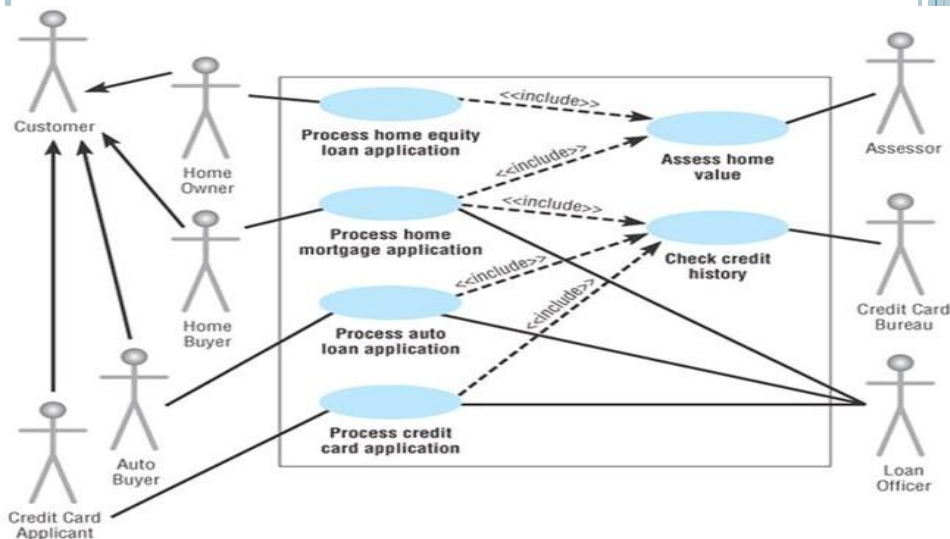 Customer
Home
Owner
Home
Buyer
Auto
Buyer
Credit Card
Applicant
Process home equity
loan application
Process home
mortgage application
Process auto
loan application
Process credit
card application
<<include>>
<<include>>
<<include>>
<<include>>
<<include>>
Assess home
value
Check credit
history
Assessor
Credit Card
Bureau
Loan
Officer